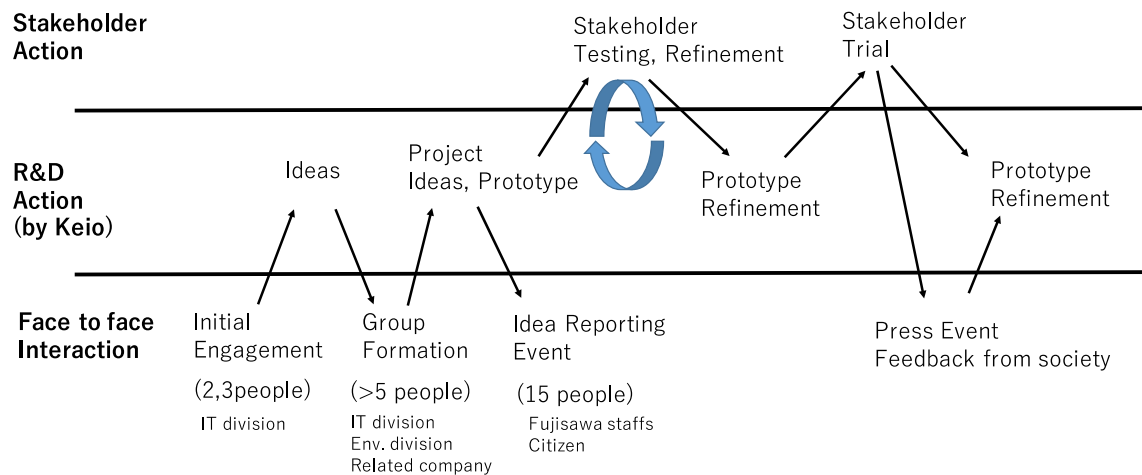 Stakeholder
Action
Stakeholder
Testing, Refinement
Stakeholder
Trial
R&D
Action
(by Keio)
Ideas
Project
Ideas, Prototype
Prototype
Refinement
Prototype
Refinement
Face to face
Interaction
Initial
Engagement
(2,3people)
IT division
Group
Formation
(>5 people)
IT division
Env. division
Related company
Idea Reporting
Event
(15 people)
Fujisawa staffs
Citizen
Press Event
Feedback from society